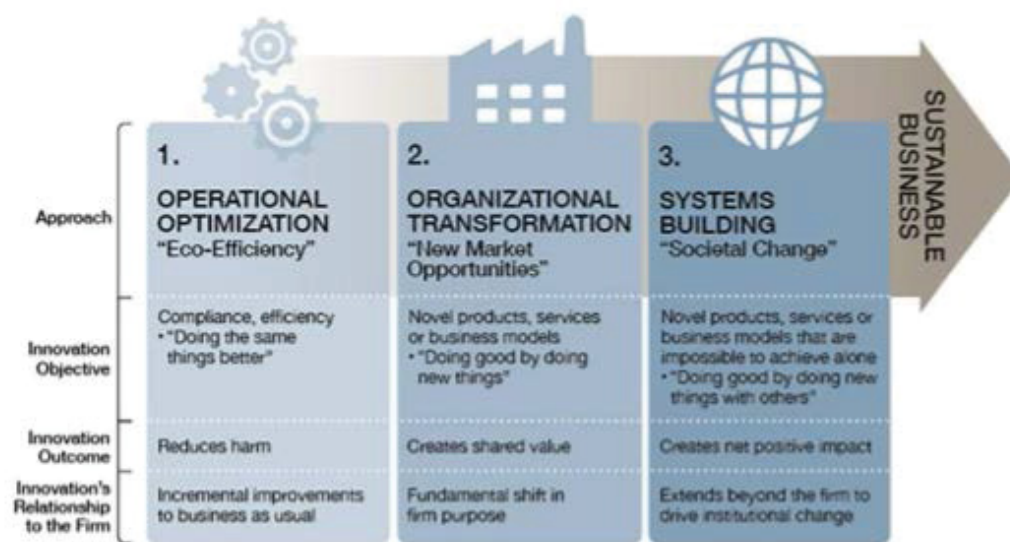 SUSTAINABLE
BUSINESS
Approach
1.
OPERATIONAL
OPTIMIZATION
"Eco-Efficiency"
2.
ORGANIZATIONAL
TRANSFORMATION
"New Market
Opportunities"
3.
SYSTEMS
BUILDING
"Societal Change"
Innovation
Objective
Compliance, efficiency
• "Doing the same
things better"
Novel products, services
or business models
• "Doing good by doing
new things"
Novel products, services or
business models that are
impossible to achieve alone
• "Doing good by doing new
things with others"
Innovation
Outcome
Reduces harm
Creates shared value
Creates net positive impact
Innovation's
Relationship
to the Firm
Incremental improvements
to business as usual
Fundamental shift in
firm purpose
Extends beyond the firm to
drive institutional change